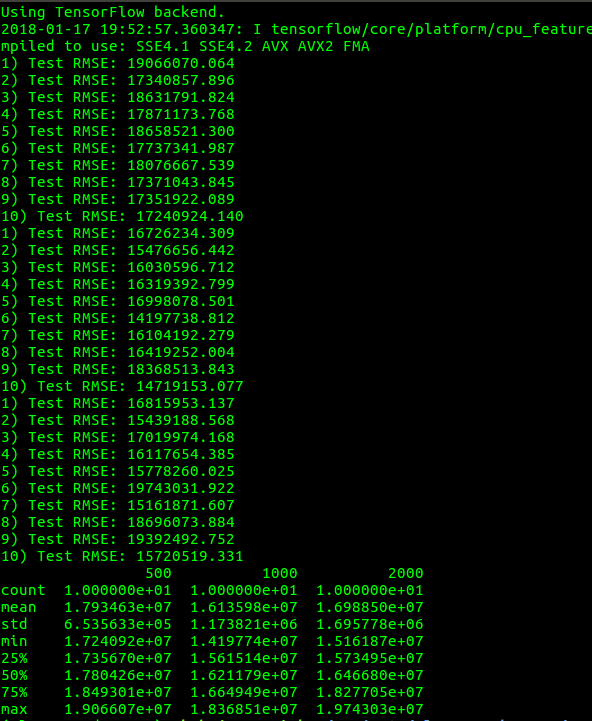 Using TensorFlow backend.
2018-01-17 19:52:57.360347: I tensorflow/core/platform/cpu_feature
mpiled to use: SSE4.1 SSE4.2 AVX AVX2 FMA
1) Test RMSE: 19066070.064
2) Test RMSE: 17340857.896
3) Test RMSE: 18631791.824
4) Test RMSE: 17871173.768
5) Test RMSE: 18658521.300
6) Test RMSE: 17737341.987
7) Test RMSE: 18076667.539
8) Test RMSE: 17371043.845
9) Test RMSE: 17351922.089
10) Test RMSE: 17240924.140
1) Test RMSE: 16726234.309
2) Test RMSE: 15476656.442
3) Test RMSE: 16030596.712
4) Test RMSE: 16319392.799
5) Test RMSE: 16998078.501
6) Test RMSE: 14197738.812
7) Test RMSE: 16104192.279
8) Test RMSE: 16419252.004
9) Test RMSE: 18368513.843
10) Test RMSE: 14719153.077
1) Test RMSE: 16815953.137
2) Test RMSE: 15439188.568
3) Test RMSE: 17019974.168
4) Test RMSE: 16117654.385
5) Test RMSE: 15778260.025
6) Test RMSE: 19743031.922
7) Test RMSE: 15161871.607
8) Test RMSE: 18696073.884
9) Test RMSE: 19392492.752
10) Test RMSE: 15720519.331
500 1000 2000
count 1.000000e+01 1.000000e+01 1.000000e+01
mean 1.793463e+07 1.613598e+07 1.698850e+07
std 6.535633e+05 1.173821e+06 1.695778e+06
min 1.724092e+07 1.419774e+07 1.516187e+07
25% 1.735670e+07 1.561514e+07 1.573495e+07
50% 1.780426e+07 1.621179e+07 1.646680e+07
75% 1.849301e+07 1.664949e+07 1.827705e+07
max 1.906607e+07 1.836851e+07 1.974303e+07